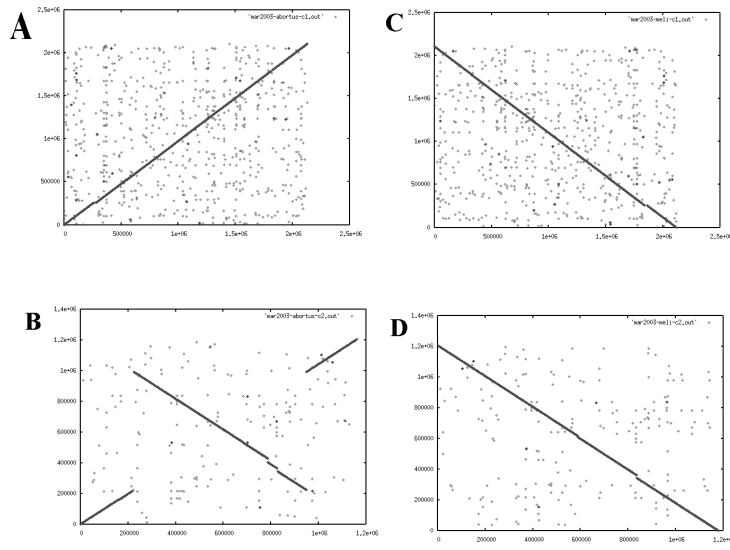 A
'mar2003-abortus-c1.out'
2.5e+06
2e+06
1.5e+06
1e+06
500000
0
0 500000 1e+06 1.5e+06 2e+06 2.5e+06
C
'mar2003-meli-c1.out'
2.5e+06
2e+06
1.5e+06
1e+06
500000
0
0 500000 1e+06 1.5e+06 2e+06 2.5e+06
B
'mar2003-abortus-c2.out'
1.4e+06
1.2e+06
1e+06
800000
600000
400000
200000
0
0 200000 400000 600000 800000 1e+06 1.2e+06
D
'mar2003-meli-c2.out'
1.4e+06
1.2e+06
1e+06
800000
600000
400000
200000
0
0 200000 400000 600000 800000 1e+06 1.2e+06